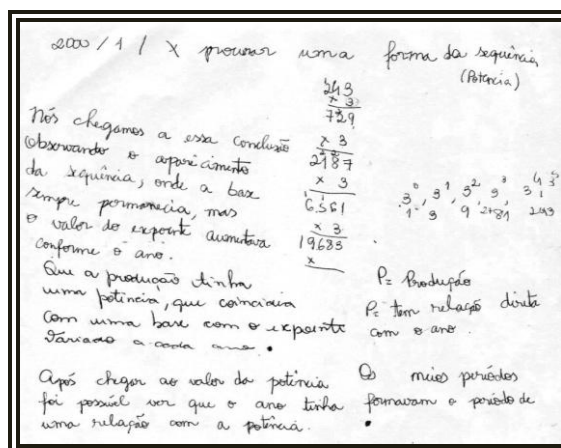 2000 / 1 / X procurar uma forma da sequência
(Potência)
243
x 3
729
x 3
2187
x 3
6.561
x 3
19683
x
Nós chegamos a essa conclusão
observando o aparicimento
da sequência, onde a base
sempre permanecia, mas
o valor do expoente aumentava
conforme o ano.
Que a produção tinha
uma potência, que coincidia
com uma base com o expoente
variado a cada ano.
3⁰, 3¹, 3², 3³, 3⁴ 3⁵
1 3 9 27 81 243
P = Produção
P = tem relação direta
com o ano.
Após chegar ao valor da potência
foi possiúl ver que o ano tinha
uma relação com a potência.
Os meios periódos
formavam o periódo de